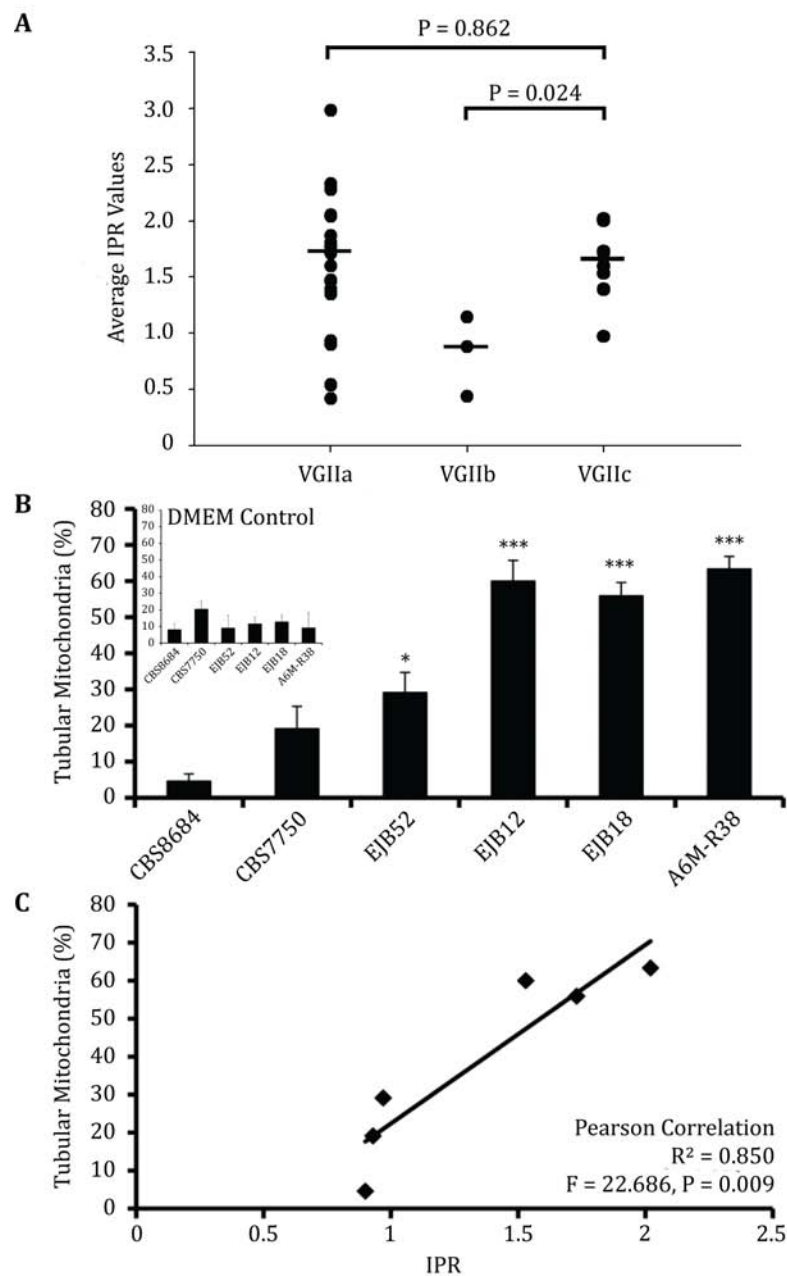 A
P = 0.862
P = 0.024
3.5
3.0
2.5
2.0
1.5
1.0
0.5
0
Average IPR Values
VGIIa
VGIIb
VGIIc
B
DMEM Control
80
70
60
50
40
30
20
10
0
CBS8684
CBS7750
EJB52
EJB12
EJB18
A6M-R38
80
70
60
50
40
30
20
10
0
Tubular Mitochondria (%)
*
***
***
***
CBS8684
CBS7750
EJB52
EJB12
EJB18
A6M-R38
C
80
70
60
50
40
30
20
10
0
Tubular Mitochondria (%)
Pearson Correlation
R² = 0.850
F = 22.686, P = 0.009
0
0.5
1
1.5
2
2.5
IPR